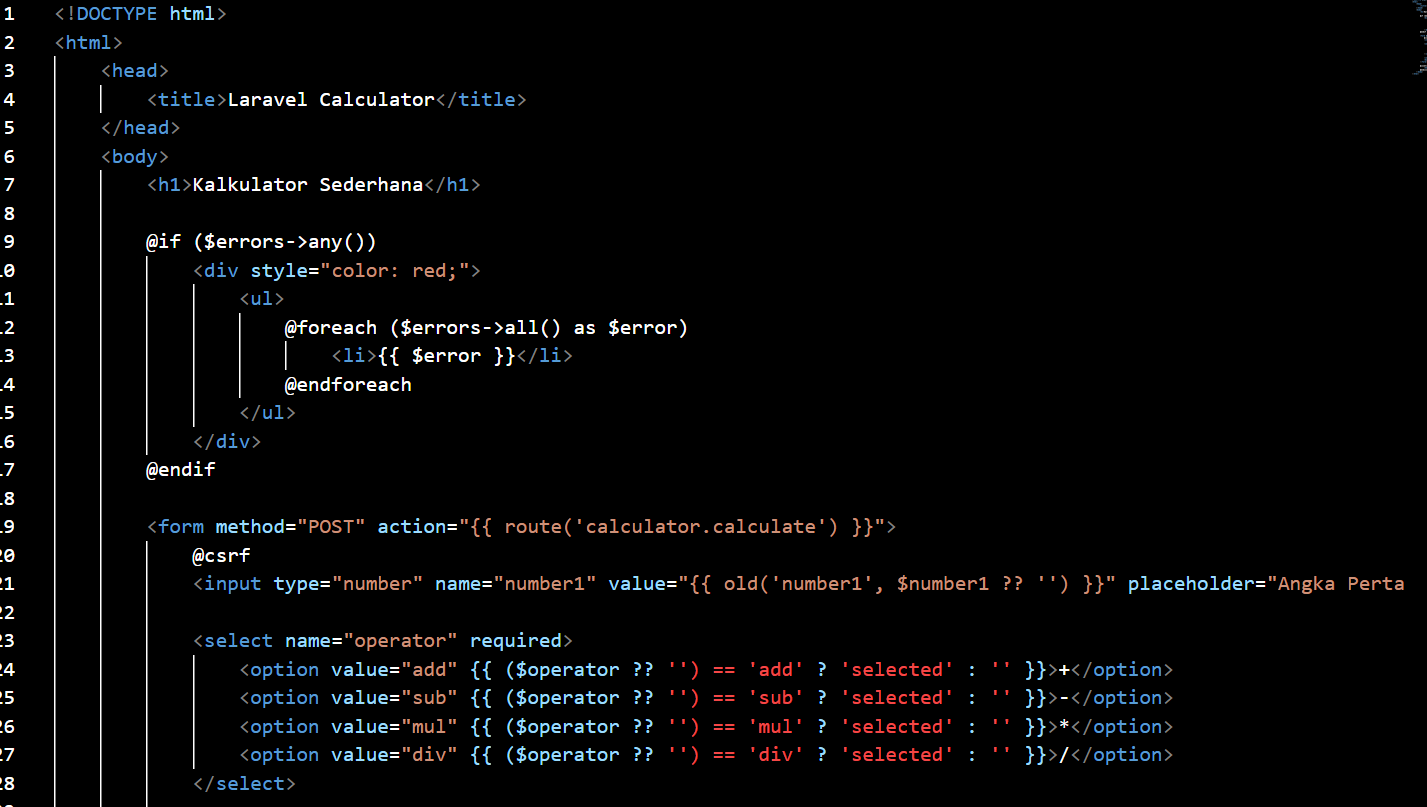 1 <!DOCTYPE html>
2 <html>
3 <head>
4 <title>Laravel Calculator</title>
5 </head>
6 <body>
7 <h1>Kalkulator Sederhana</h1>
8
9 @if ($errors->any())
10 <div style="color: red;">
11 <ul>
12 @foreach ($errors->all() as $error)
13 <li>{{ $error }}</li>
14 @endforeach
15 </ul>
16 </div>
17 @endif
18
19 <form method="POST" action="{{ route('calculator.calculate') }}">
20 @csrf
21 <input type="number" name="number1" value="{{ old('number1', $number1 ?? '') }}" placeholder="Angka Perta
22
23 <select name="operator" required>
24 <option value="add" {{ ($operator ?? '') == 'add' ? 'selected' : '' }}>+</option>
25 <option value="sub" {{ ($operator ?? '') == 'sub' ? 'selected' : '' }}>-</option>
26 <option value="mul" {{ ($operator ?? '') == 'mul' ? 'selected' : '' }}>*</option>
27 <option value="div" {{ ($operator ?? '') == 'div' ? 'selected' : '' }}>/</option>
28 </select>